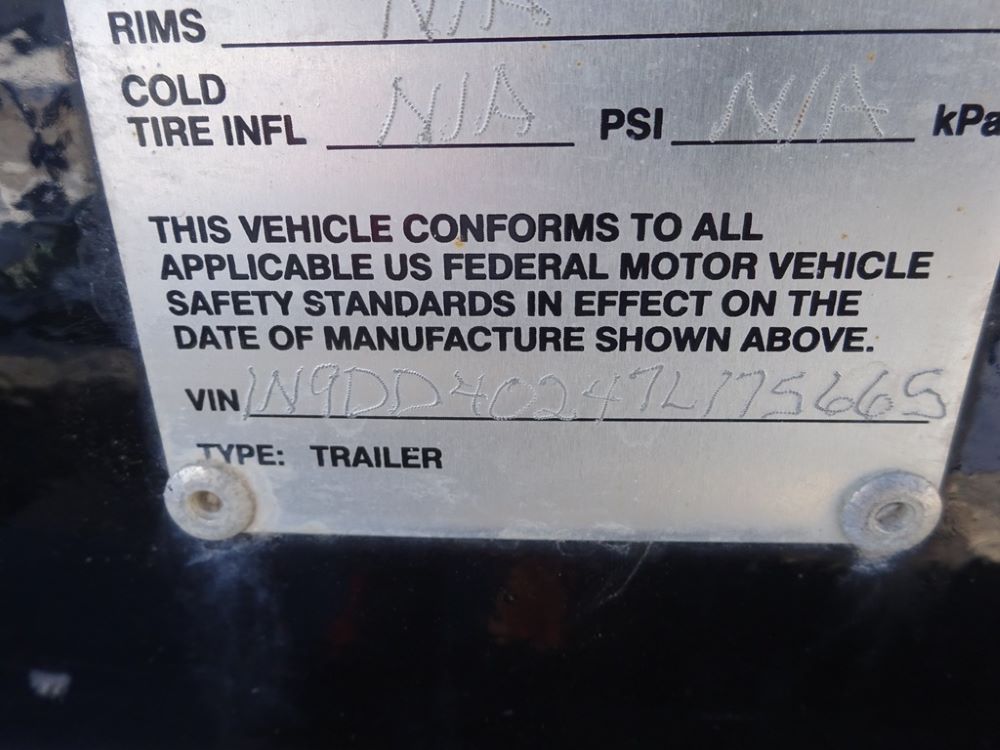 RIMS N/A
COLD
TIRE INFL N/A PSI N/A kPa
THIS VEHICLE CONFORMS TO ALL
APPLICABLE US FEDERAL MOTOR VEHICLE
SAFETY STANDARDS IN EFFECT ON THE
DATE OF MANUFACTURE SHOWN ABOVE.
VIN 1N9DD40247L175665
TYPE: TRAILER